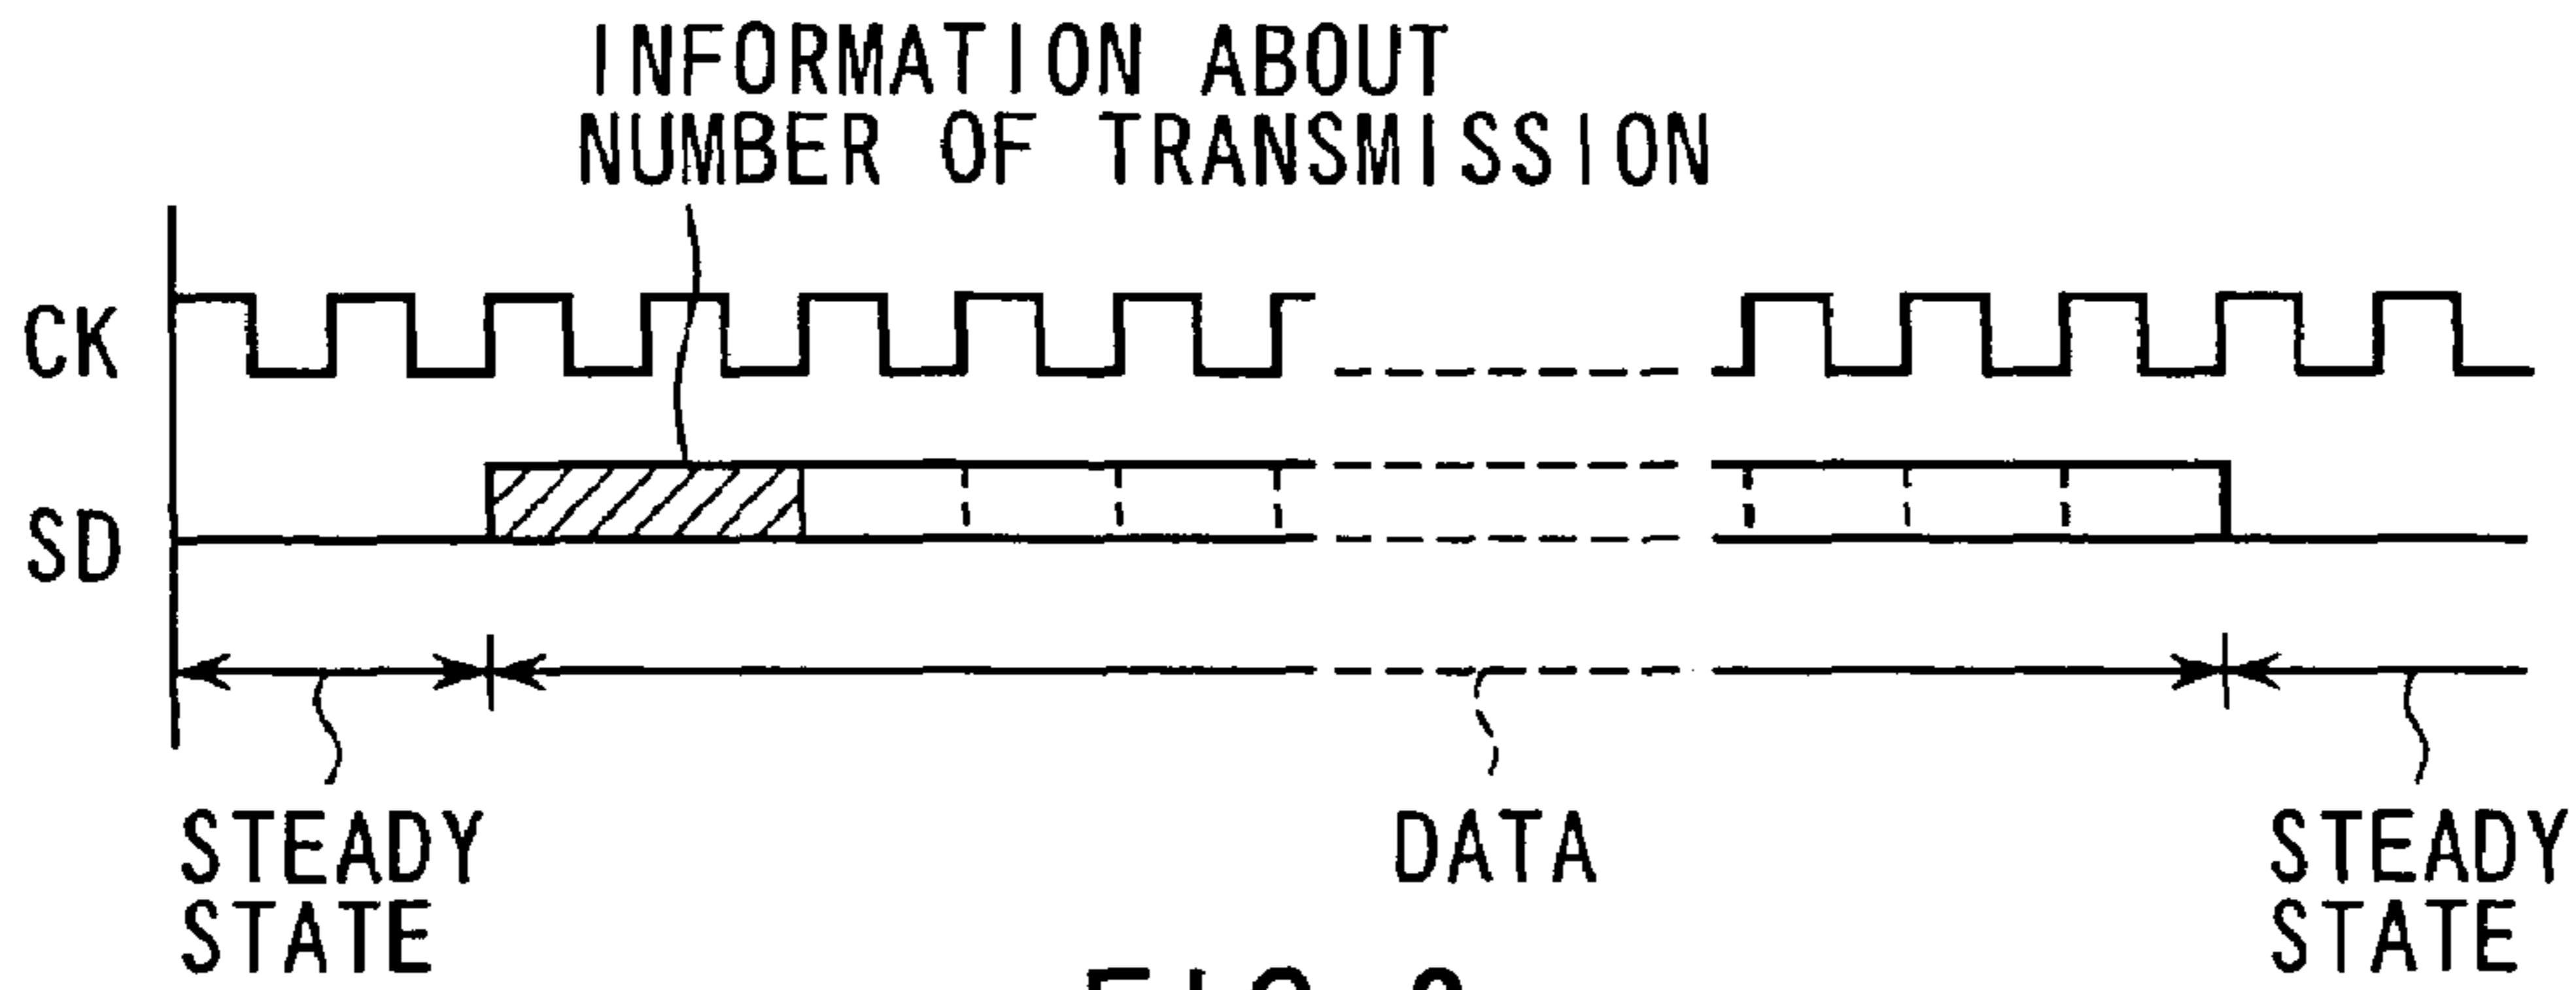 INFORMATION ABOUT
NUMBER OF TRANSMISSION
CK
SD
STEADY
STATE
DATA
STEADY
STATE